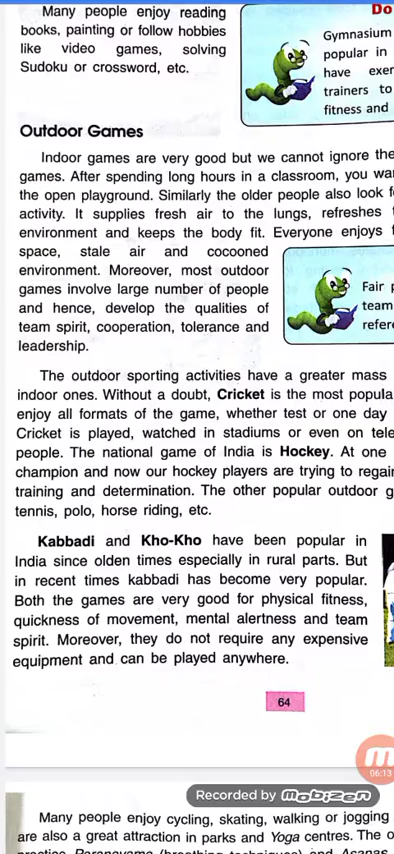 Many people enjoy reading
books, painting or follow hobbies
like video games, solving
Sudoku or crossword, etc.
Do
Gymnasium
popular in
have exer
trainers to
fitness and
Outdoor Games
Indoor games are very good but we cannot ignore the
games. After spending long hours in a classroom, you wa
the open playground. Similarly the older people also look f
activity. It supplies fresh air to the lungs, refreshes
environment and keeps the body fit. Everyone enjoys
space, stale air and cocooned
environment. Moreover, most outdoor
games involve large number of people
and hence, develop the qualities of
team spirit, cooperation, tolerance and
leadership.
Fair
team
refer
The outdoor sporting activities have a greater mass
indoor ones. Without a doubt, Cricket is the most popula
enjoy all formats of the game, whether test or one day
Cricket is played, watched in stadiums or even on tele
people. The national game of India is Hockey. At one
champion and now our hockey players are trying to regain
training and determination. The other popular outdoor g
tennis, polo, horse riding, etc.
Kabbadi and Kho-Kho have been popular in
India since olden times especially in rural parts. But
in recent times kabbadi has become very popular.
Both the games are very good for physical fitness,
quickness of movement, mental alertness and team
spirit. Moreover, they do not require any expensive
equipment and can be played anywhere.
64
06:13
Recorded by Mobizen
Many people enjoy cycling, skating, walking or jogging
are also a great attraction in parks and Yoga centres. The o